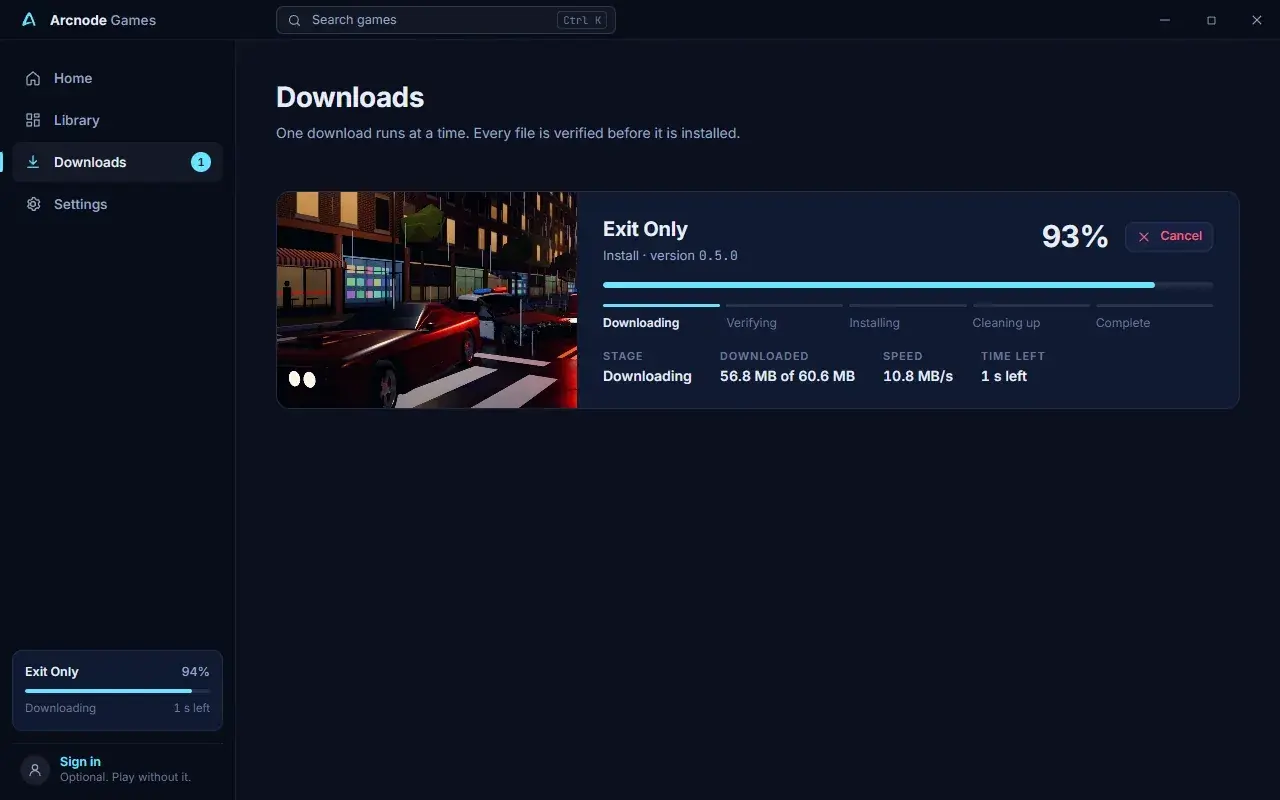 Arcnode Games
Search games
Ctrl K
Home
Library
Downloads
1
Settings
Downloads
One download runs at a time. Every file is verified before it is installed.
Exit Only
Install · version 0.5.0
93%
Cancel
Downloading
Verifying
Installing
Cleaning up
Complete
STAGE
Downloading
DOWNLOADED
56.8 MB of 60.6 MB
SPEED
10.8 MB/s
TIME LEFT
1 s left
Exit Only
94%
Downloading
1 s left
Sign in
Optional. Play without it.